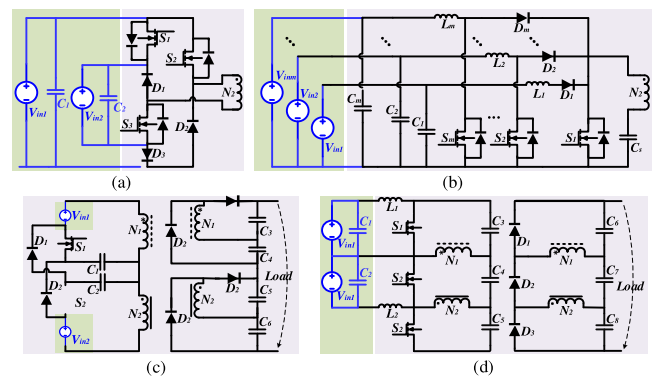 S1
S2
Vin1
C1
Vin2
C2
D1
N2
S3
D2
D3
(a)
Lm
Dm
L2
D2
Vinm
Vin2
L1
D1
N2
Cm
C2
C1
Vin1
Sm
S2
S1
Cs
(b)
Vin1
D1
S1
N1
C1
C2
D2
S2
N2
Vin2
N1
D2
C3
C4
D2
C5
N2
D2
C6
Load
(c)
L1
C1
S1
C3
Vin1
N1
C2
S2
C4
Vin1
N2
L2
S2
C5
D1
C6
N1
D2
C7
Load
N2
D3
C8
(d)